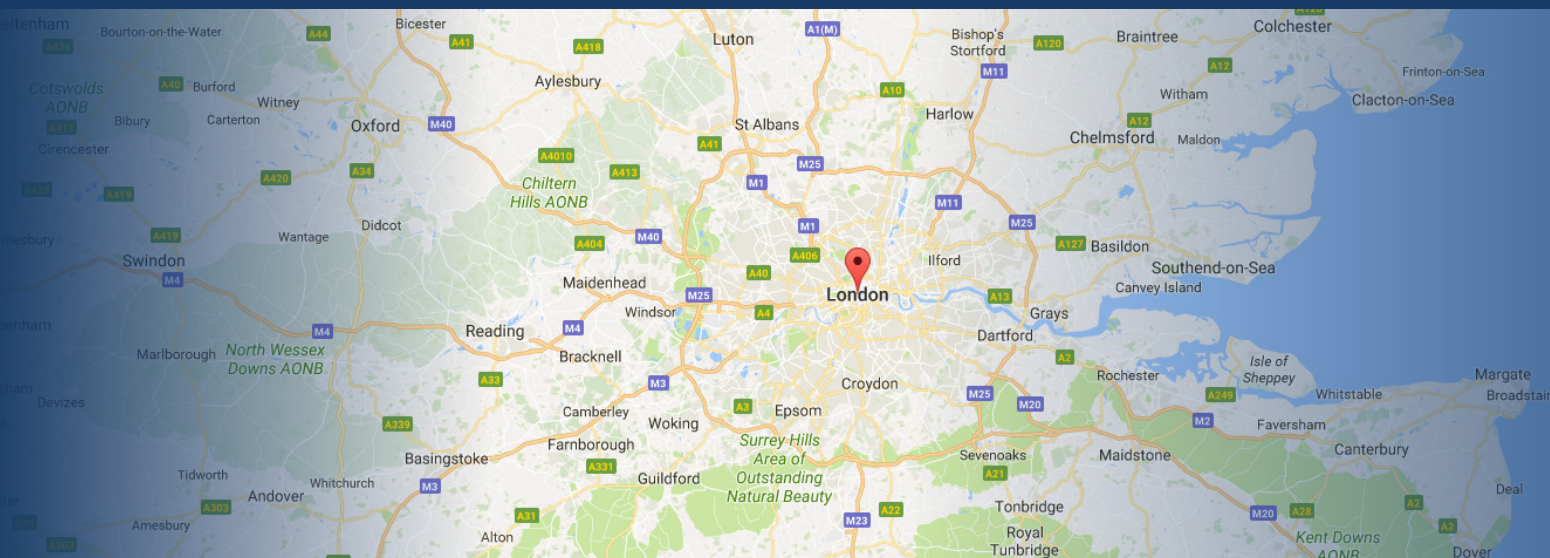 Bicester
Colchester
Bourton-on-the-Water
A44
A41
A418
Luton
A1(M)
Bishop's
Stortford
A120
Braintree
M11
A12
Frinton-on-Sea
Cotswolds
AONB
A40
Burford
Aylesbury
A10
Witham
Clacton-on-Sea
Witney
Bibury
Carterton
Oxford
M40
St Albans
Harlow
A12
Chelmsford
Maldon
Cirencester
A41
A4010
M25
A34
A413
A420
M1
Chiltern
Hills AONB
A419
M11
Didcot
M1
M25
A419
Wantage
A404
M40
A127
Basildon
Swindon
A406
Ilford
Southend-on-Sea
M4
A40
Maidenhead
Canvey Island
M25
London
A13
Windsor
A4
Grays
M4
Reading
M4
Dartford
Marlborough
North Wessex
Downs AONB
Bracknell
A2
Isle of
Sheppey
A33
M3
Croydon
Rochester
Margate
M25
A249
Whitstable
Broadstair
Devizes
A3
M20
Camberley
Epsom
A339
Woking
M2
Faversham
Farnborough
Surrey Hills
Area of
Outstanding
Natural Beauty
Basingstoke
A331
Sevenoaks
Maidstone
Canterbury
Tidworth
Whitchurch
M3
Guildford
A21
Andover
Deal
A303
A31
A22
Tonbridge
M20
A28
A2
Amesbury
M23
A2
Alton
Royal
Tunbridge
Kent Downs
AONB
Dover